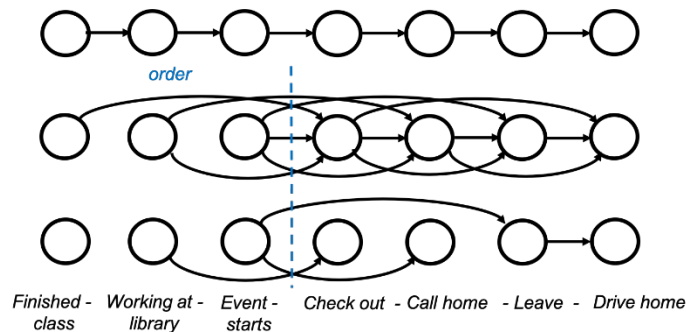 order
Finished - Working at - Event - Check out - Call home - Leave - Drive home
class library starts